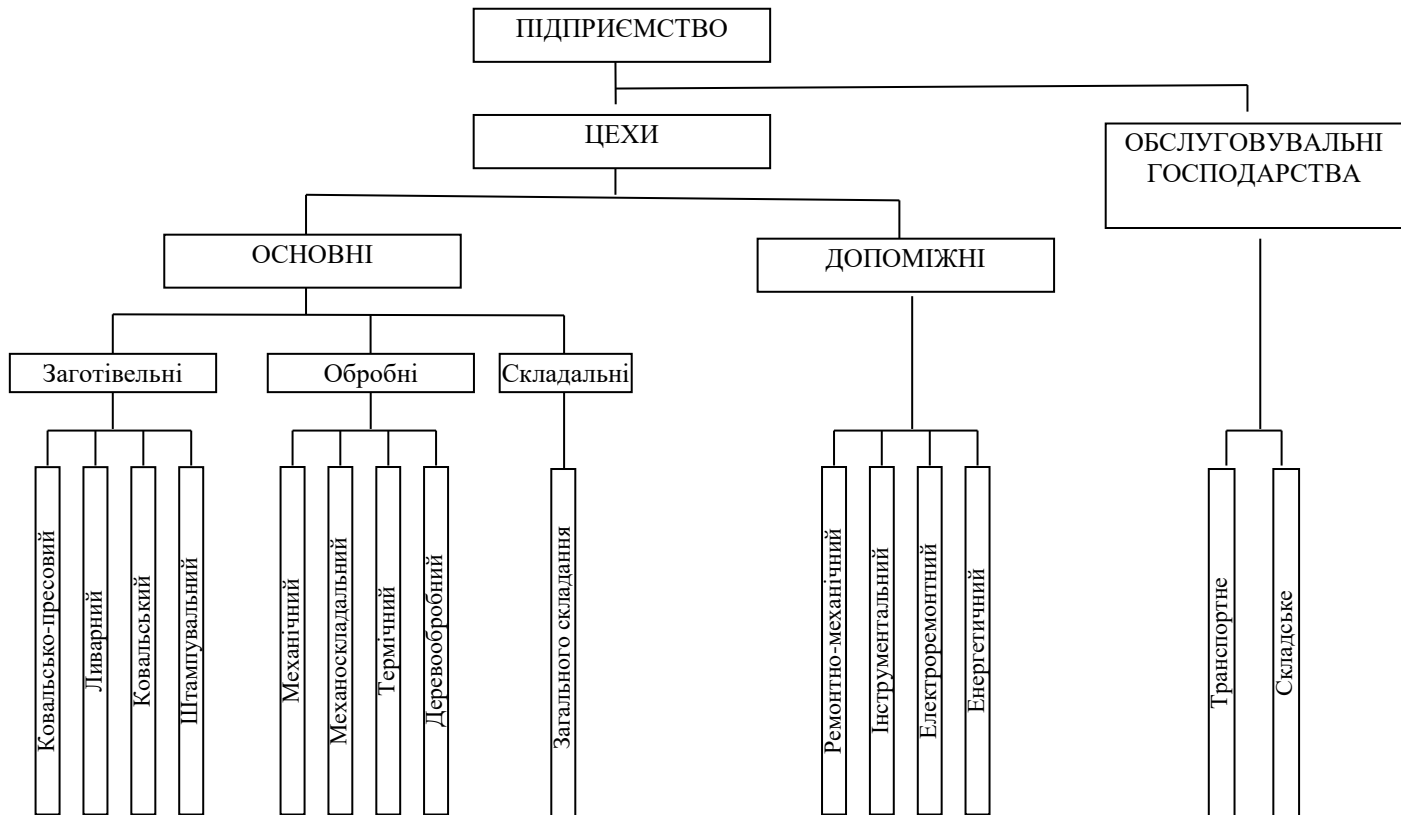 ПІДПРИЄМСТВО
ЦЕХИ
ОБСЛУГОВУВАЛЬНІ
ГОСПОДАРСТВА
ОСНОВНІ
ДОПОМІЖНІ
Заготівельні
Обробні
Складальні
Ковальсько-пресовий
Ливарний
Ковальський
Штампувальний
Механічний
Механоскладальний
Термічний
Деревообробний
Загального складання
Ремонтно-механічний
Інструментальний
Електроремонтний
Енергетичний
Транспортне
Складське